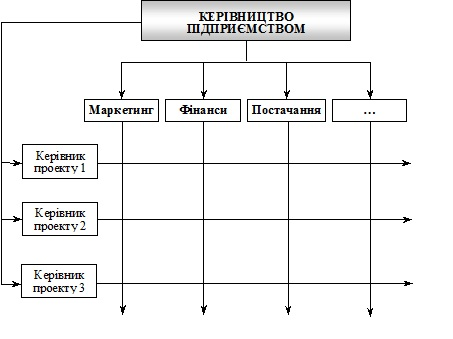 КЕРІВНИЦТВО
ПІДПРИЄМСТВОМ
Маркетинг
Фінанси
Постачання
...
Керівник
проекту 1
Керівник
проекту 2
Керівник
проекту 3